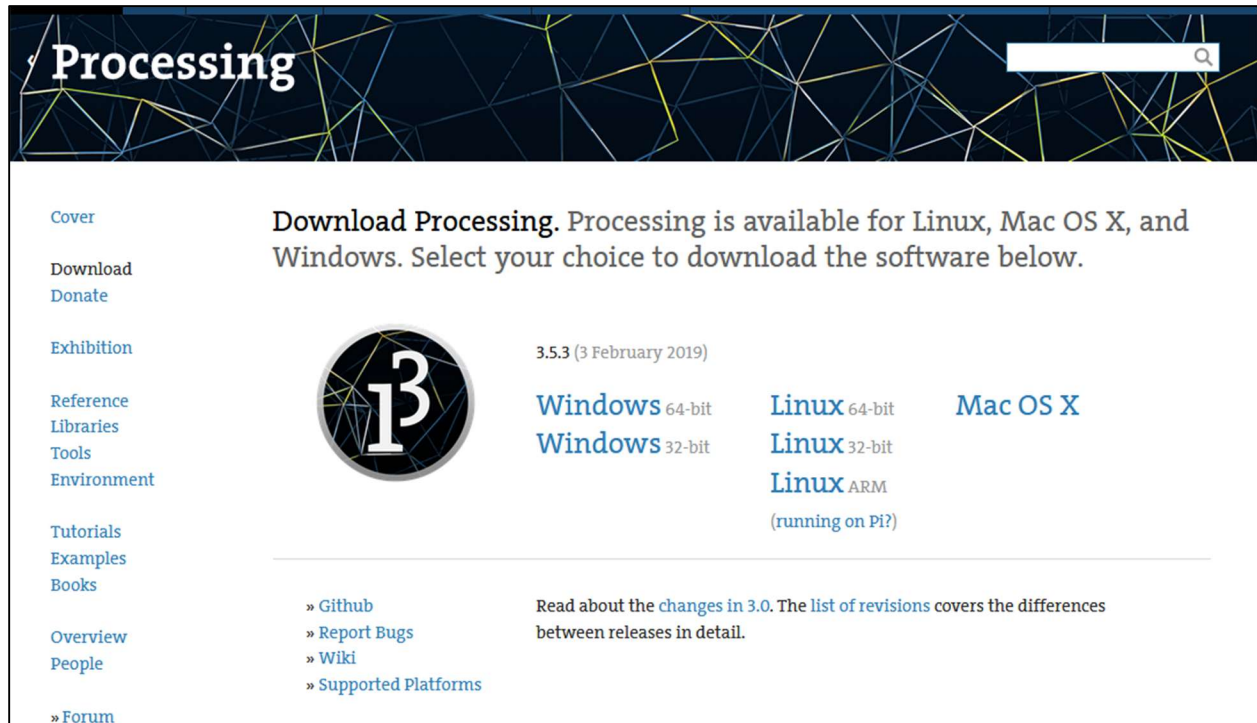 Processing
Cover
Download
Donate
Exhibition
Reference
Libraries
Tools
Environment
Tutorials
Examples
Books
Overview
People
» Forum
Download Processing. Processing is available for Linux, Mac OS X, and
Windows. Select your choice to download the software below.
3
1
3.5.3 (3 February 2019)
Windows 64-bit
Windows 32-bit
Linux 64-bit
Linux 32-bit
Linux ARM
(running on Pi?)
Mac OS X
» Github
» Report Bugs
» Wiki
» Supported Platforms
Read about the changes in 3.0. The list of revisions covers the differences
between releases in detail.